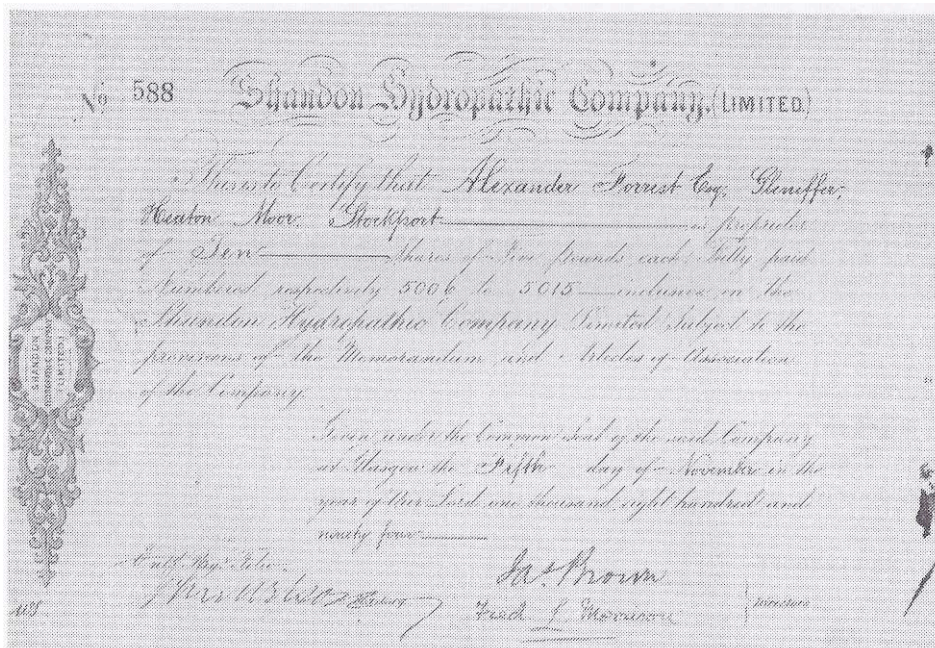 No 588 Shandon Hydropathic Company, (LIMITED)
This is to Certify that Alexander Forrest Esq. Gleniffer,
Heaton Moor, Stockport is proprietor
of Ten Shares of Five pounds each Fully paid
Numbered respectively 5006 to 5015 inclusive in the
Shandon Hydropathic Company Limited Subject to the
provisions of the Memorandum and Articles of Association
of the Company.
Given under the Common Seal of the said Company
at Glasgow the Fifth day of November in the
year of Our Lord one thousand eight hundred and
ninety four
Jas. Brown
Fred
SHANDON
HYDROPATHIC COMPANY
(LIMITED)